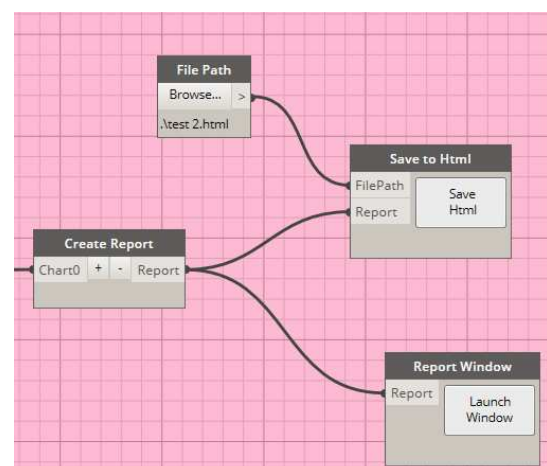 File Path
Browse... >
.\test 2.html
Save to Html
FilePath
Save
Html
Report
Create Report
Chart0 + - Report
Report Window
Report
Launch
Window